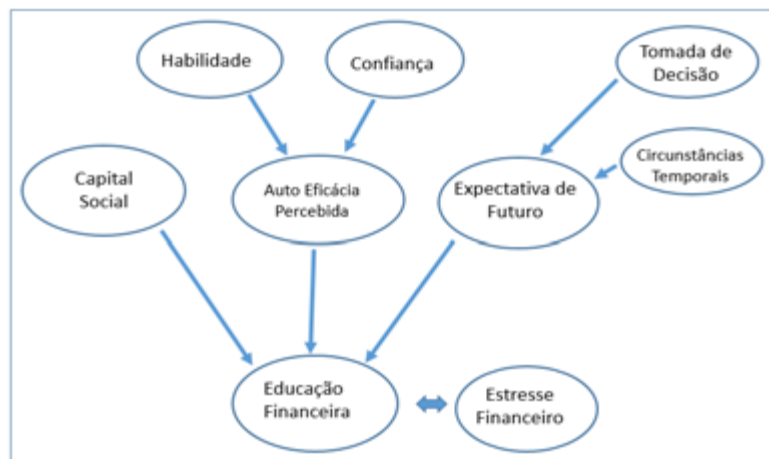 Habilidade
Confiança
Tomada de
Decisão
Capital
Social
Auto Eficácia
Percebida
Expectativa de
Futuro
Circunstâncias
Temporais
Educação
Financeira
Estresse
Financeiro